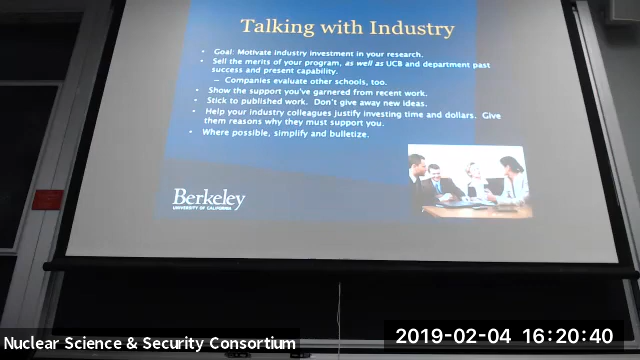 Talking with Industry
• Goal: Motivate industry investment in your research.
• Sell the merits of your program, as well as UCB and department past
success and present capability.
– Companies evaluate other schools, too.
• Show the support you've garnered from recent work.
• Stick to published work. Don't give away new ideas.
• Help your industry colleagues justify investing time and dollars. Give
them reasons why they must support you.
• Where possible, simplify and bulletize.
Berkeley
UNIVERSITY OF CALIFORNIA
Nuclear Science & Security Consortium
2019-02-04 16:20:40